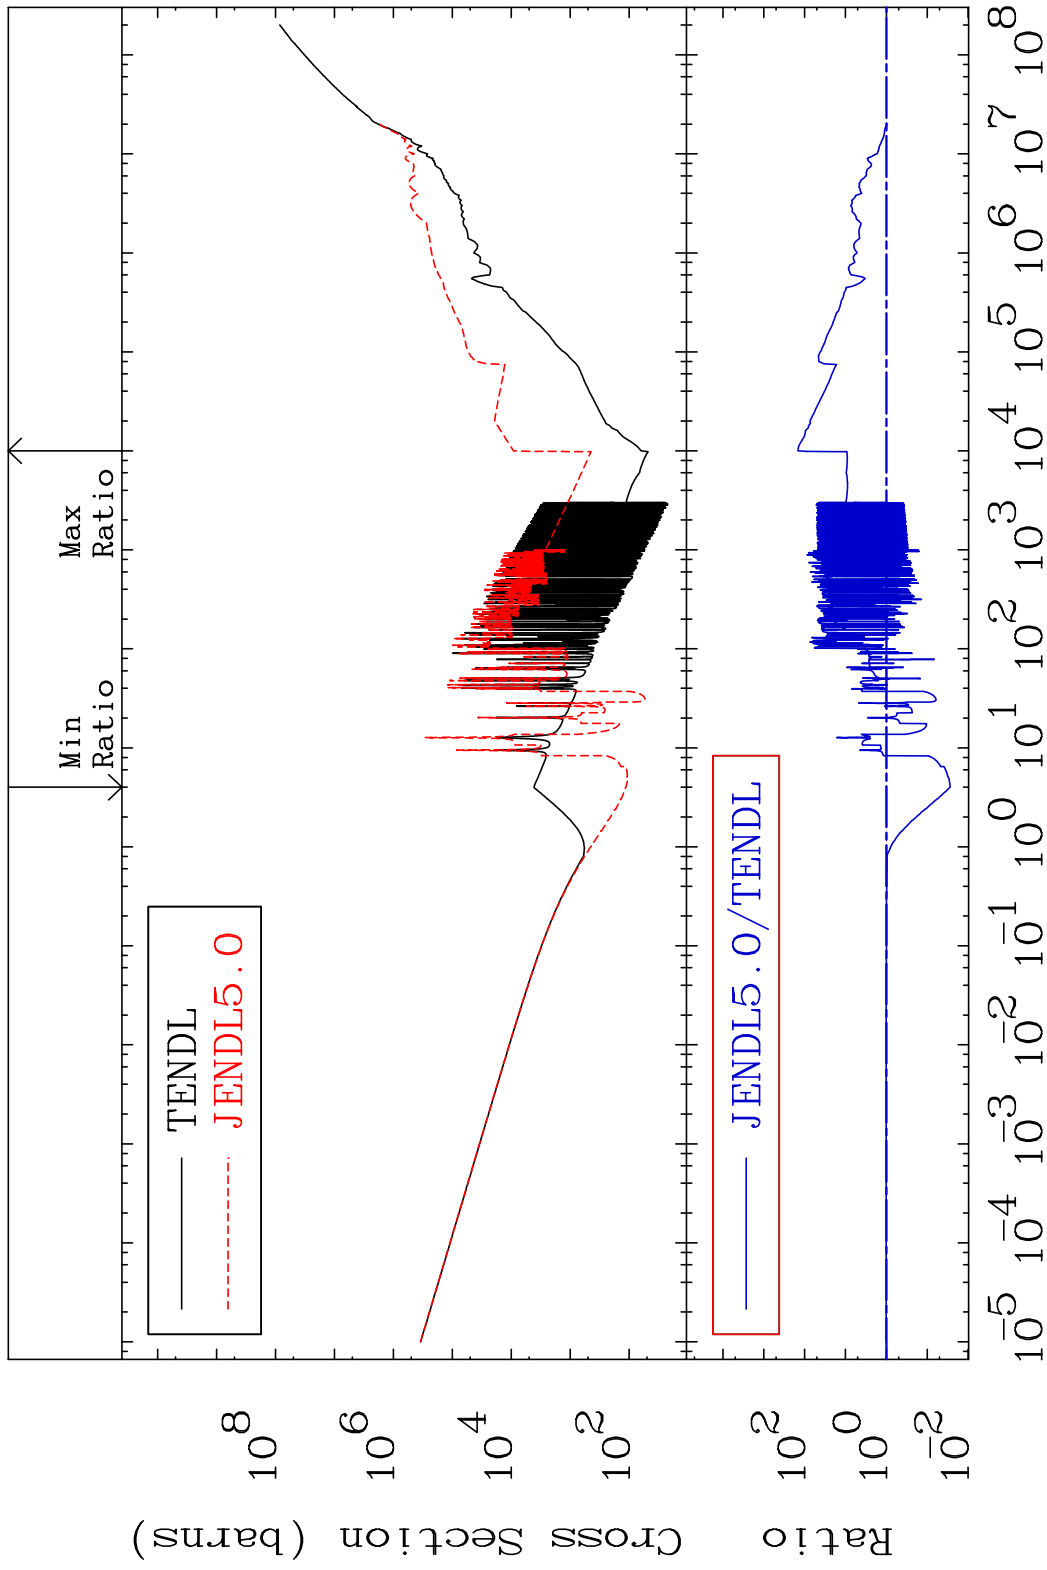 Min
Ratio
Max
Ratio
TENDL
JENDL5.0
Cross Section (barns)
10^8
10^6
10^4
10^2
JENDL5.0/TENDL
Ratio
10^2
10^0
10^-2
10^-5 10^-4 10^-3 10^-2 10^-1 10^0 10^1 10^2 10^3 10^4 10^5 10^6 10^7 10^8